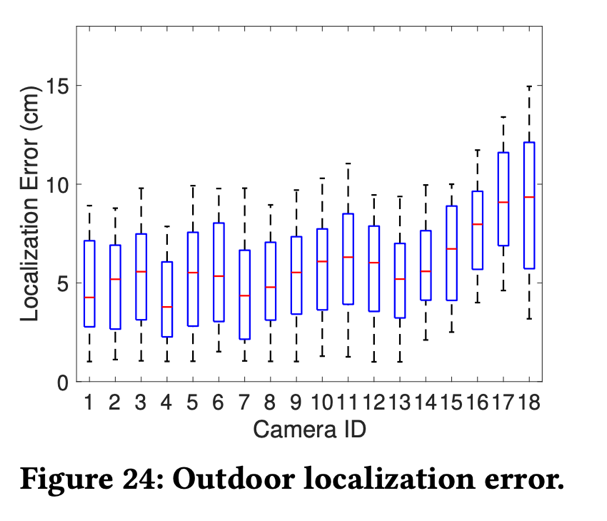 Localization Error (cm)
15
10
5
0
1 2 3 4 5 6 7 8 9 10 11 12 13 14 15 16 17 18
Camera ID
Figure 24: Outdoor localization error.